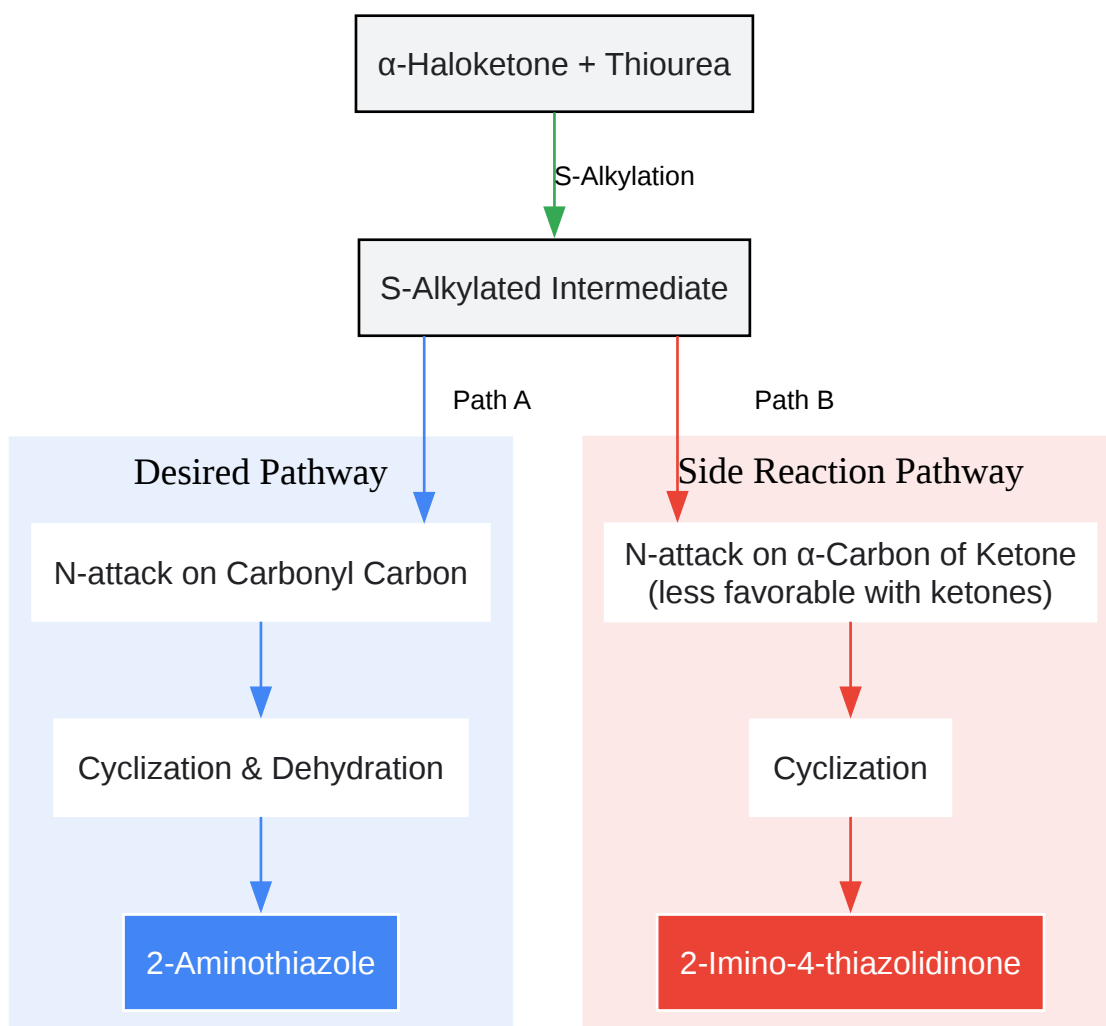 α-Haloketone + Thiourea
S-Alkylation
S-Alkylated Intermediate
Path A
Path B
Desired Pathway
N-attack on Carbonyl Carbon
Cyclization & Dehydration
2-Aminothiazole
Side Reaction Pathway
N-attack on α-Carbon of Ketone
(less favorable with ketones)
Cyclization
2-Imino-4-thiazolidinone